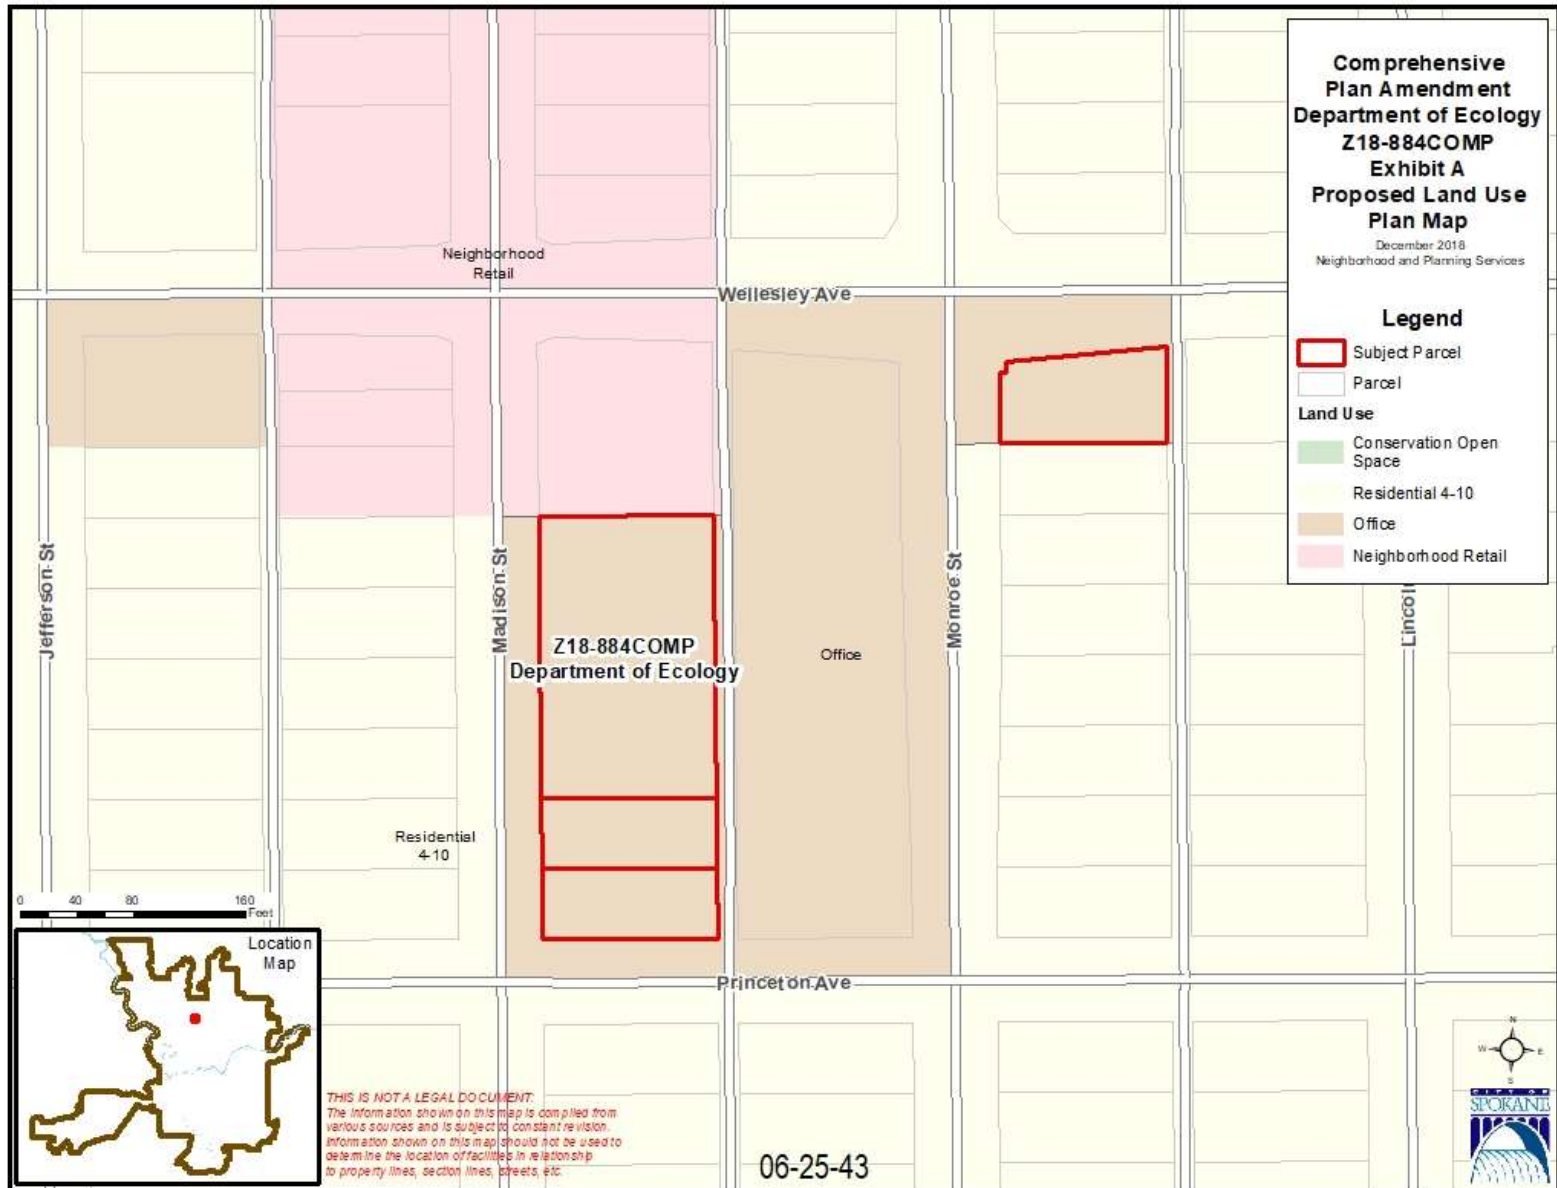 Comprehensive
Plan Amendment
Department of Ecology
Z18-884COMP
Exhibit A
Proposed Land Use
Plan Map
December 2018
Neighborhood and Planning Services
Legend
Subject Parcel
Parcel
Land Use
Conservation Open
Space
Residential 4-10
Office
Neighborhood Retail
Neighborhood
Retail
Wellesley Ave
Jefferson St
Madison St
Monroe St
Lincol
Z18-884COMP
Department of Ecology
Office
Residential
4-10
0 40 80 160
Feet
Location
Map
Princeton Ave
THIS IS NOT A LEGAL DOCUMENT:
The information shown on this map is compiled from
various sources and is subject to constant revision.
Information shown on this map should not be used to
determine the location of facilities in relationship
to property lines, section lines, streets, etc.
06-25-43
N
W E
S
CITY OF
SPOKANE